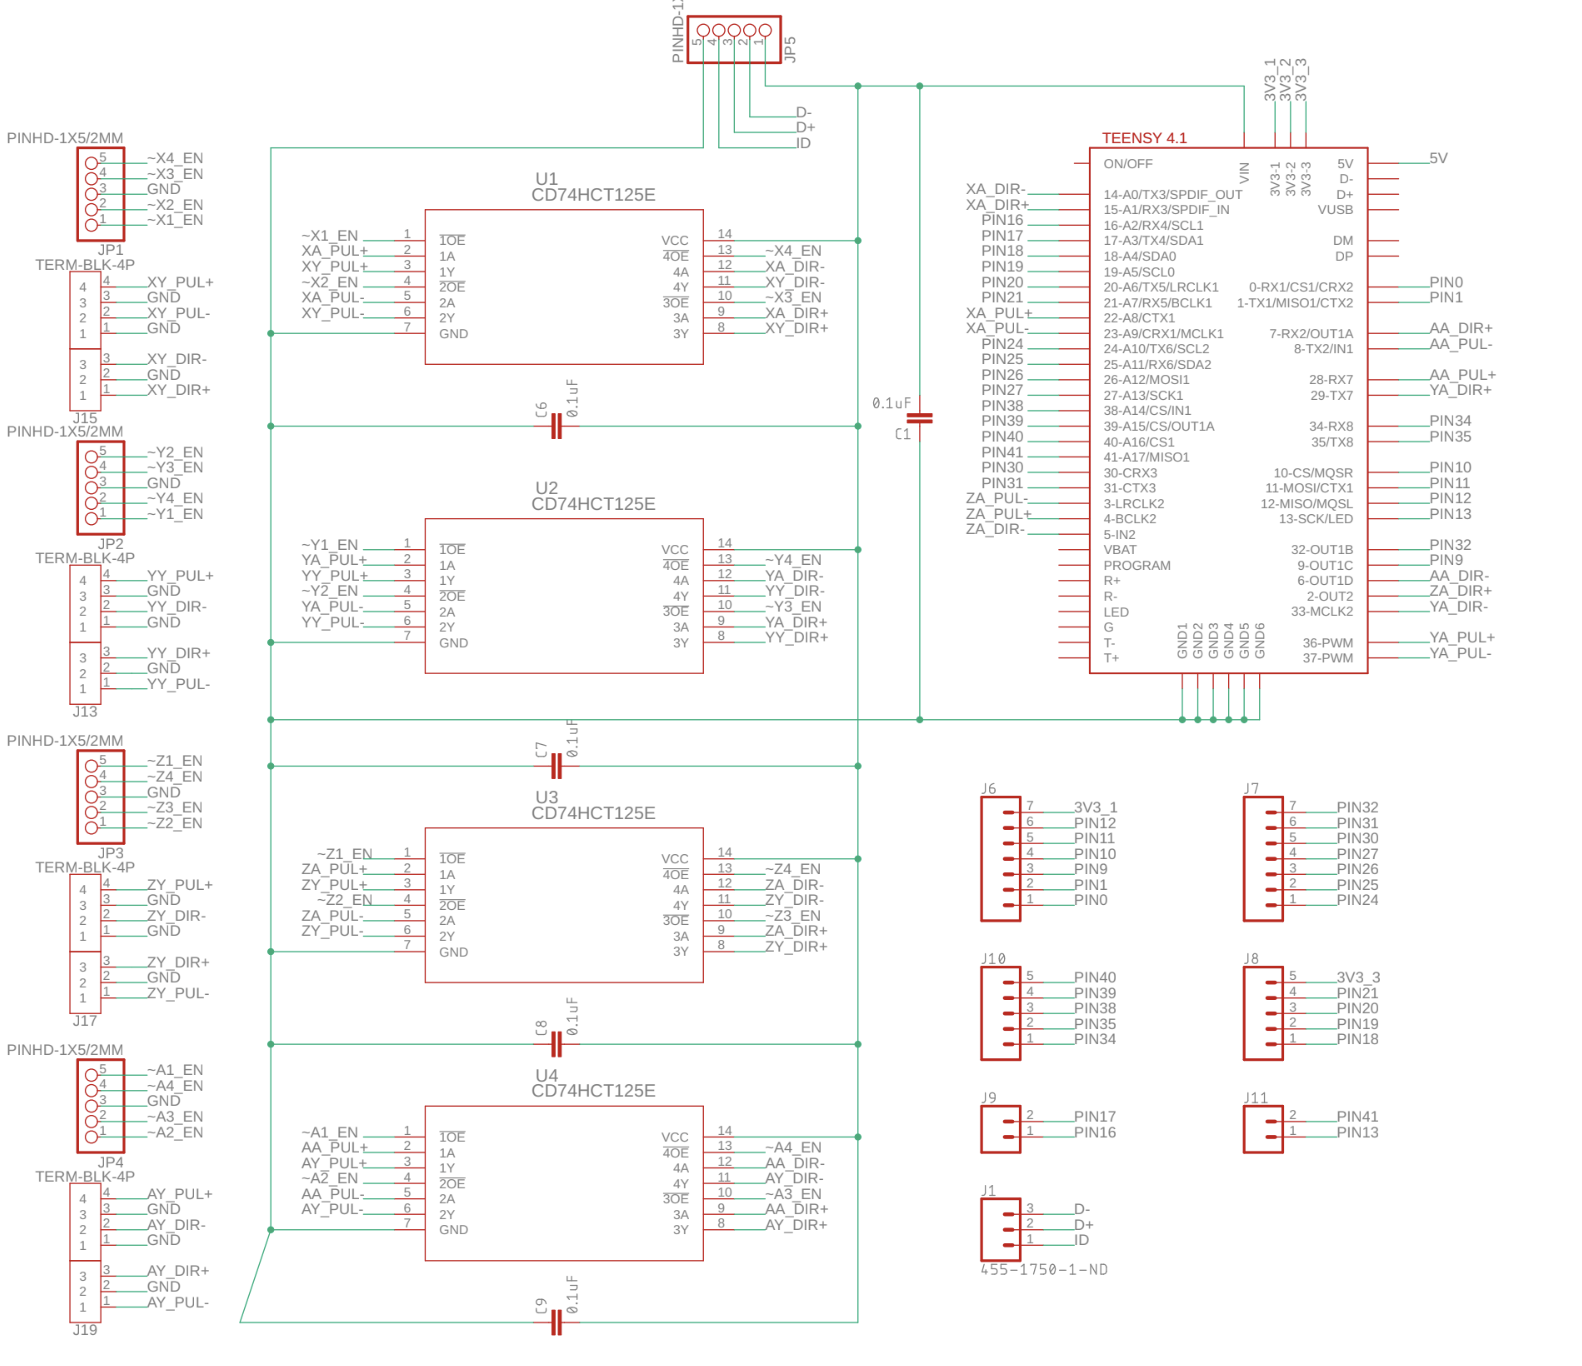 PINHD-1
5
4
3
2
1
JP5
D-
D+
ID
PINHD-1X5/2MM
5 ~X4_EN
4 ~X3_EN
3 GND
2 ~X2_EN
1 ~X1_EN
JP1
TERM-BLK-4P
4 4 XY_PUL+
3 3 GND
2 2 XY_PUL-
1 1 GND
3 3 XY_DIR-
2 2 GND
1 1 XY_DIR+
J15
PINHD-1X5/2MM
5 ~Y2_EN
4 ~Y3_EN
3 GND
2 ~Y4_EN
1 ~Y1_EN
JP2
TERM-BLK-4P
4 4 YY_PUL+
3 3 GND
2 2 YY_DIR-
1 1 GND
3 3 YY_DIR+
2 2 GND
1 1 YY_PUL-
J13
PINHD-1X5/2MM
5 ~Z1_EN
4 ~Z4_EN
3 GND
2 ~Z3_EN
1 ~Z2_EN
JP3
TERM-BLK-4P
4 4 ZY_PUL+
3 3 GND
2 2 ZY_DIR-
1 1 GND
3 3 ZY_DIR+
2 2 GND
1 1 ZY_PUL-
J17
PINHD-1X5/2MM
5 ~A1_EN
4 ~A4_EN
3 GND
2 ~A3_EN
1 ~A2_EN
JP4
TERM-BLK-4P
4 4 AY_PUL+
3 3 GND
2 2 AY_DIR-
1 1 GND
3 3 AY_DIR+
2 2 GND
1 1 AY_PUL-
J19
U1
CD74HCT125E
~X1_EN 1 1OE VCC 14
XA_PUL+ 2 1A 4OE 13 ~X4_EN
XY_PUL+ 3 1Y 4A 12 XA_DIR-
~X2_EN 4 2OE 4Y 11 XY_DIR-
XA_PUL- 5 2A 3OE 10 ~X3_EN
XY_PUL- 6 2Y 3A 9 XA_DIR+
7 GND 3Y 8 XY_DIR+
C6 0.1uF
U2
CD74HCT125E
~Y1_EN 1 1OE VCC 14
YA_PUL+ 2 1A 4OE 13 ~Y4_EN
YY_PUL+ 3 1Y 4A 12 YA_DIR-
~Y2_EN 4 2OE 4Y 11 YY_DIR-
YA_PUL- 5 2A 3OE 10 ~Y3_EN
YY_PUL- 6 2Y 3A 9 YA_DIR+
7 GND 3Y 8 YY_DIR+
C7 0.1uF
U3
CD74HCT125E
~Z1_EN 1 1OE VCC 14
ZA_PUL+ 2 1A 4OE 13 ~Z4_EN
ZY_PUL+ 3 1Y 4A 12 ZA_DIR-
~Z2_EN 4 2OE 4Y 11 ZY_DIR-
ZA_PUL- 5 2A 3OE 10 ~Z3_EN
ZY_PUL- 6 2Y 3A 9 ZA_DIR+
7 GND 3Y 8 ZY_DIR+
C8 0.1uF
U4
CD74HCT125E
~A1_EN 1 1OE VCC 14
AA_PUL+ 2 1A 4OE 13 ~A4_EN
AY_PUL+ 3 1Y 4A 12 AA_DIR-
~A2_EN 4 2OE 4Y 11 AY_DIR-
AA_PUL- 5 2A 3OE 10 ~A3_EN
AY_PUL- 6 2Y 3A 9 AA_DIR+
7 GND 3Y 8 AY_DIR+
C9 0.1uF
0.1uF
C1
3V3_1
3V3_2
3V3_3
TEENSY 4.1
VIN
3V3-1
3V3-2
3V3-3
ON/OFF
XA_DIR- 14-A0/TX3/SPDIF_OUT
XA_DIR+ 15-A1/RX3/SPDIF_IN
PIN16 16-A2/RX4/SCL1
PIN17 17-A3/TX4/SDA1
PIN18 18-A4/SDA0
PIN19 19-A5/SCL0
PIN20 20-A6/TX5/LRCLK1
PIN21 21-A7/RX5/BCLK1
XA_PUL+ 22-A8/CTX1
XA_PUL- 23-A9/CRX1/MCLK1
PIN24 24-A10/TX6/SCL2
PIN25 25-A11/RX6/SDA2
PIN26 26-A12/MOSI1
PIN27 27-A13/SCK1
PIN38 38-A14/CS/IN1
PIN39 39-A15/CS/OUT1A
PIN40 40-A16/CS1
PIN41 41-A17/MISO1
PIN30 30-CRX3
PIN31 31-CTX3
ZA_PUL- 3-LRCLK2
ZA_PUL+ 4-BCLK2
ZA_DIR- 5-IN2
VBAT
PROGRAM
R+
R-
LED
G
T-
T+
GND1
GND2
GND3
GND4
GND5
GND6
5V 5V
D-
D+
VUSB
DM
DP
0-RX1/CS1/CRX2 PIN0
1-TX1/MISO1/CTX2 PIN1
7-RX2/OUT1A AA_DIR+
8-TX2/IN1 AA_PUL-
28-RX7 AA_PUL+
29-TX7 YA_DIR+
34-RX8 PIN34
35/TX8 PIN35
10-CS/MQSR PIN10
11-MOSI/CTX1 PIN11
12-MISO/MQSL PIN12
13-SCK/LED PIN13
32-OUT1B PIN32
9-OUT1C PIN9
6-OUT1D AA_DIR-
2-OUT2 ZA_DIR+
33-MCLK2 YA_DIR-
36-PWM YA_PUL+
37-PWM YA_PUL-
J6
7 3V3_1
6 PIN12
5 PIN11
4 PIN10
3 PIN9
2 PIN1
1 PIN0
J7
7 PIN32
6 PIN31
5 PIN30
4 PIN27
3 PIN26
2 PIN25
1 PIN24
J10
5 PIN40
4 PIN39
3 PIN38
2 PIN35
1 PIN34
J8
5 3V3_3
4 PIN21
3 PIN20
2 PIN19
1 PIN18
J9
2 PIN17
1 PIN16
J11
2 PIN41
1 PIN13
J1
3 D-
2 D+
1 ID
455-1750-1-ND